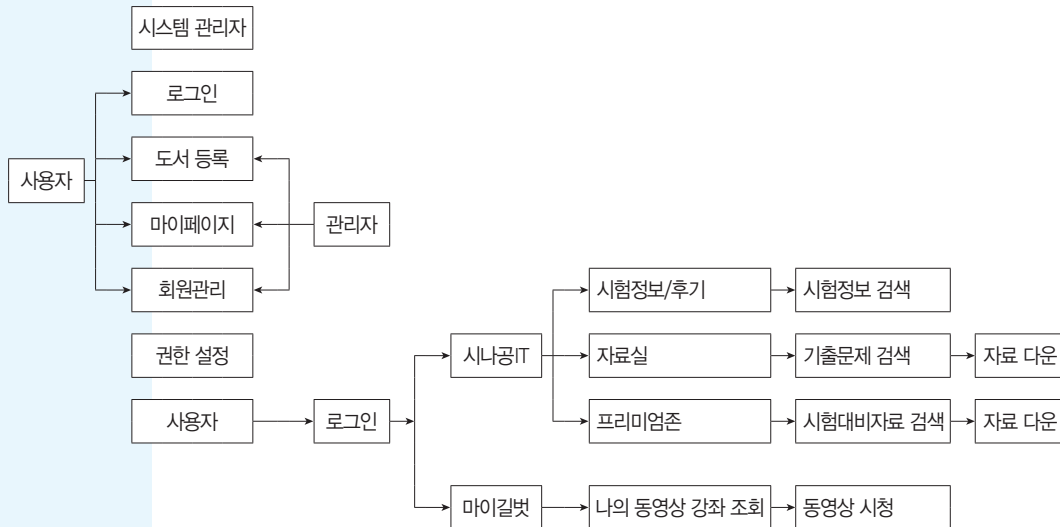 시스템 관리자
로그인
도서 등록
사용자
마이페이지
관리자
회원관리
시험정보/후기
시험정보 검색
권한 설정
시나공IT
자료실
기출문제 검색
자료 다운
사용자
로그인
프리미엄존
시험대비자료 검색
자료 다운
마이길벗
나의 동영상 강좌 조회
동영상 시청